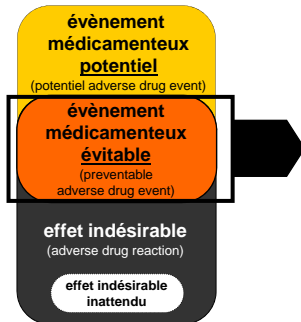 évènement
médicamenteux
potentiel
(potentiel adverse drug event)
évènement
médicamenteux
évitable
(preventable
adverse drug event)
effet indésirable
(adverse drug reaction)
effet indésirable
inattendu